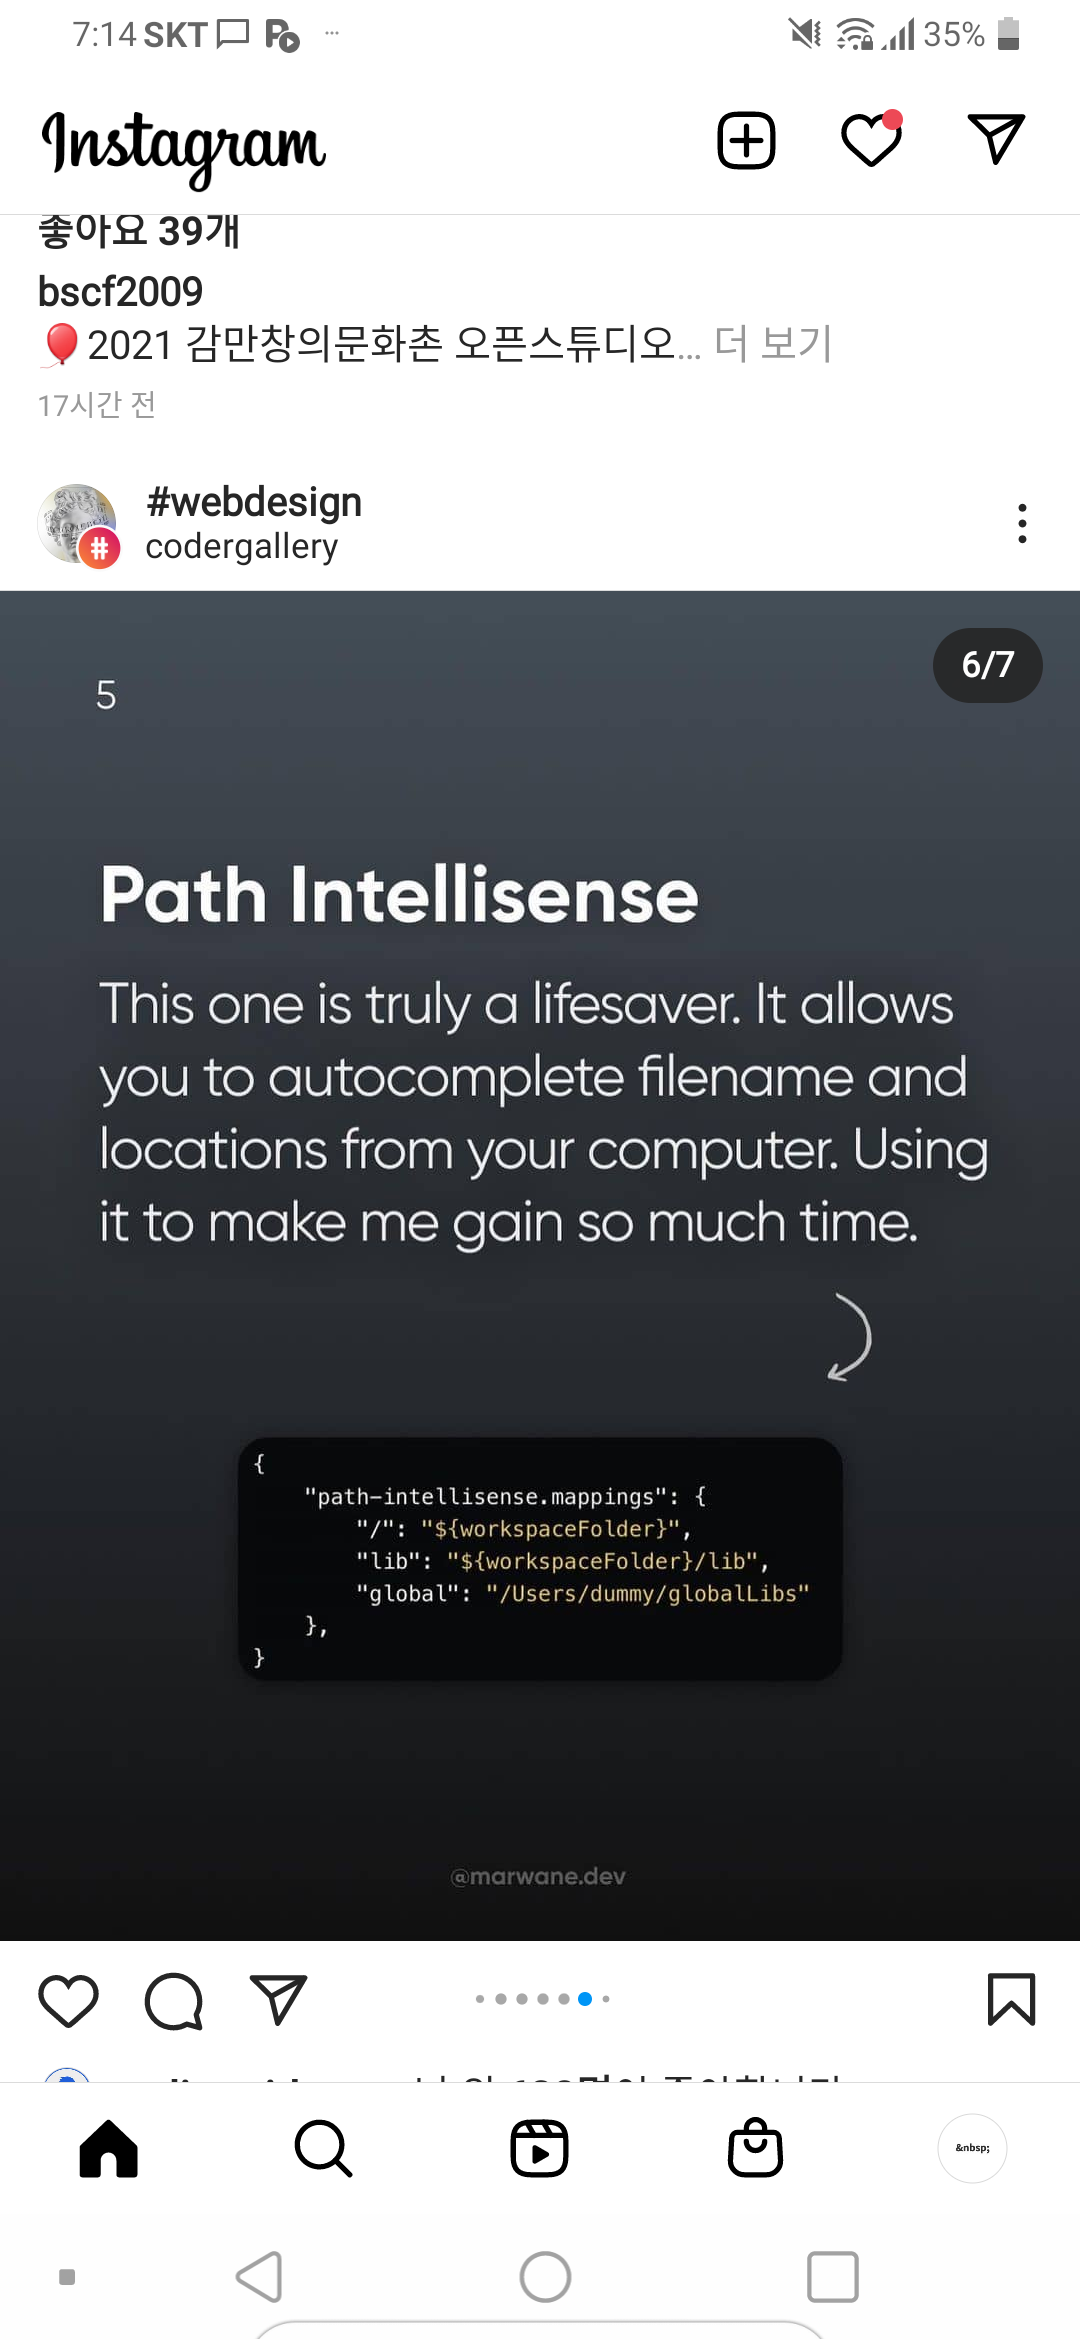 7:14 SKT
35%
Instagram
좋아요 39개
bscf2009
🎈2021 감만창의문화촌 오픈스튜디오... 더 보기
17시간 전
#webdesign
codergallery
6/7
5
Path Intellisense
This one is truly a lifesaver. It allows
you to autocomplete filename and
locations from your computer. Using
it to make me gain so much time.
{
"path-intellisense.mappings": {
"/": "${workspaceFolder}",
"lib": "${workspaceFolder}/lib",
"global": "/Users/dummy/globalLibs"
},
}
@marwane.dev
&nbsp;